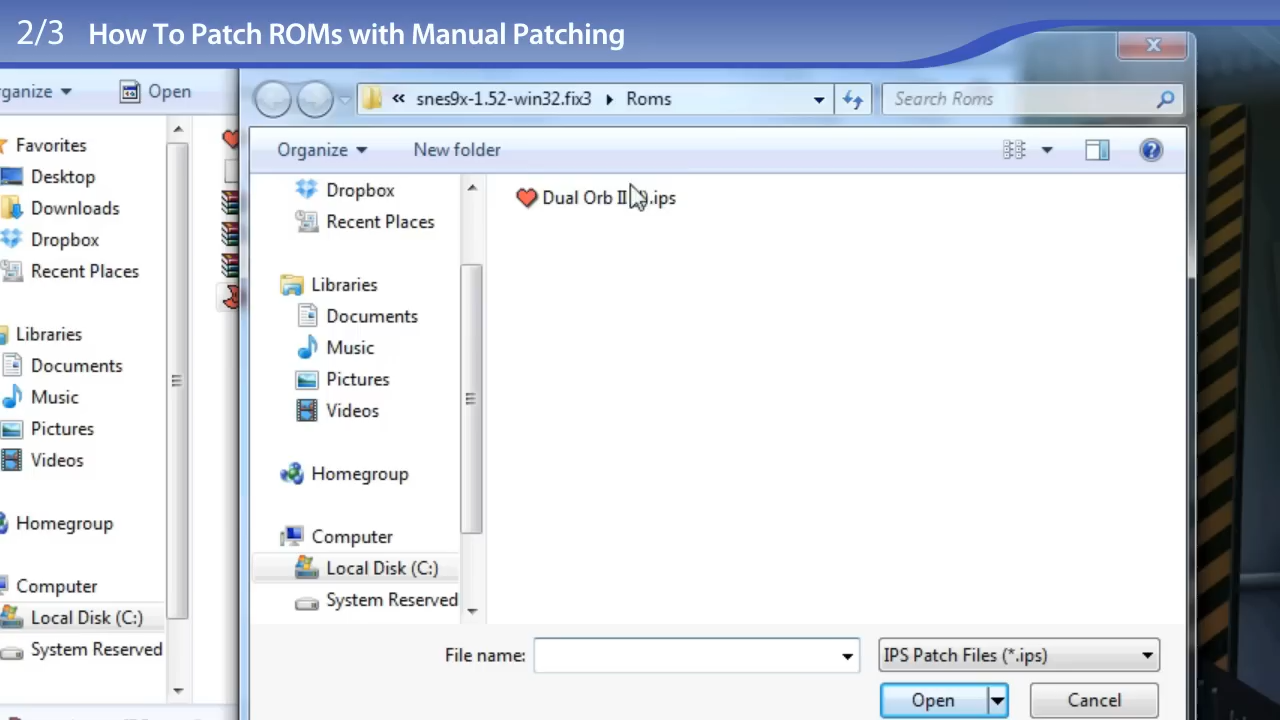 2/3 How To Patch ROMs with Manual Patching
rganize
Open
Favorites
Desktop
Downloads
Dropbox
Recent Places
Libraries
Documents
Music
Pictures
Videos
Homegroup
Computer
Local Disk (C:)
System Reserved
« snes9x-1.52-win32.fix3 Roms
Search Roms
Organize
New folder
Dropbox
Recent Places
Libraries
Documents
Music
Pictures
Videos
Homegroup
Computer
Local Disk (C:)
System Reserved
Dual Orb II .ips
File name:
IPS Patch Files (*.ips)
Open
Cancel